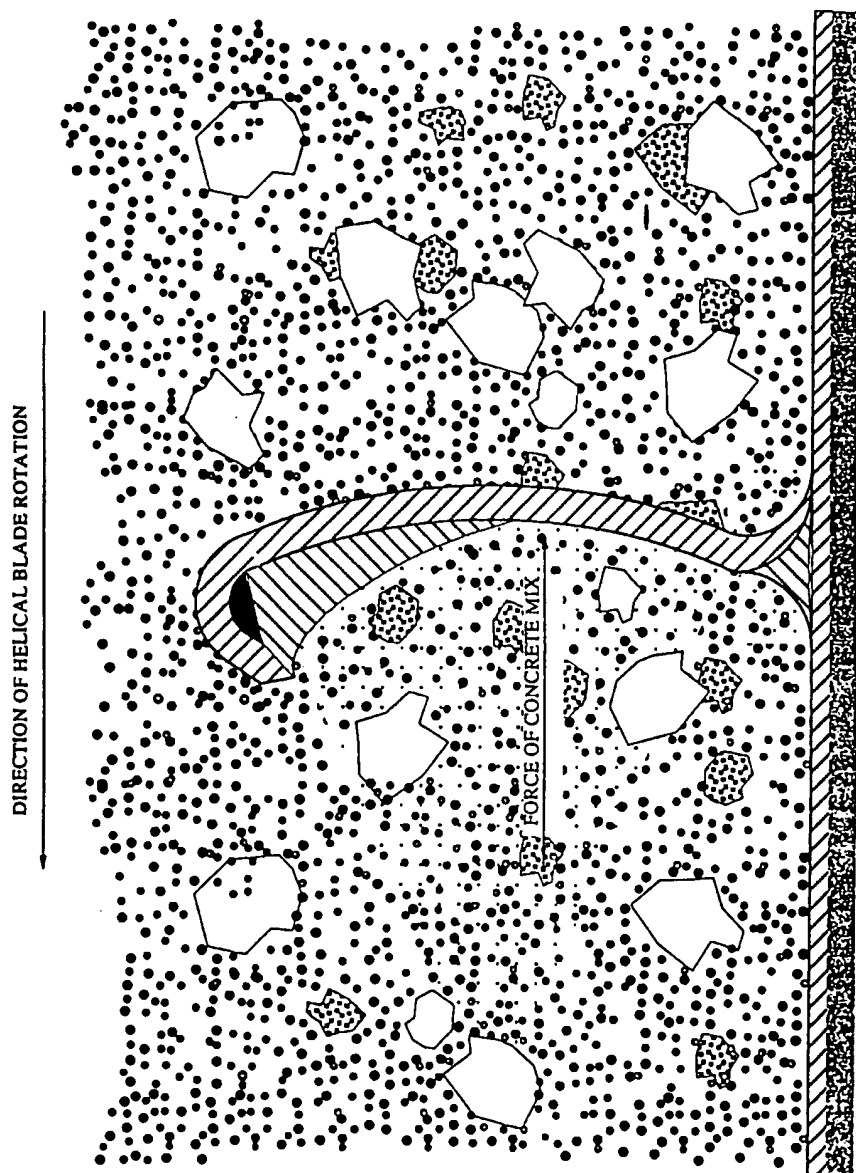 DIRECTION OF HELICAL BLADE ROTATION
FORCE OF CONCRETE MIX